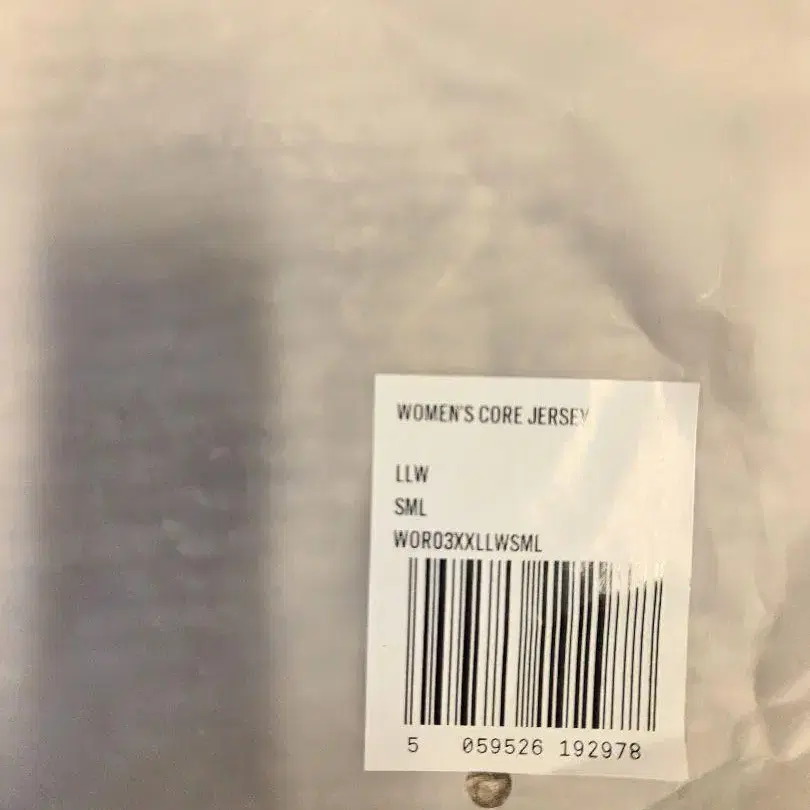 WOMEN'S CORE JERSEY
LLW
SML
WOR03XXLLWSML
5 059526 192978